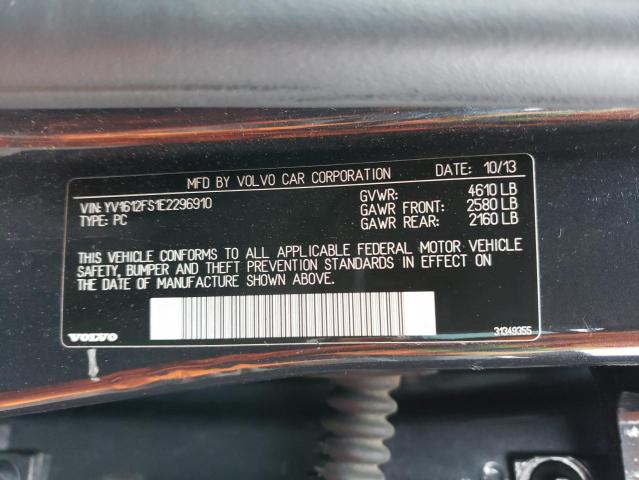 MFD BY VOLVO CAR CORPORATION DATE: 10/13
VIN: YV1612FS1E2296910 GVWR: 4610 LB
TYPE: PC GAWR FRONT: 2580 LB
GAWR REAR: 2160 LB
THIS VEHICLE CONFORMS TO ALL APPLICABLE FEDERAL MOTOR VEHICLE
SAFETY, BUMPER AND THEFT PREVENTION STANDARDS IN EFFECT ON
THE DATE OF MANUFACTURE SHOWN ABOVE.
VOLVO 31349355